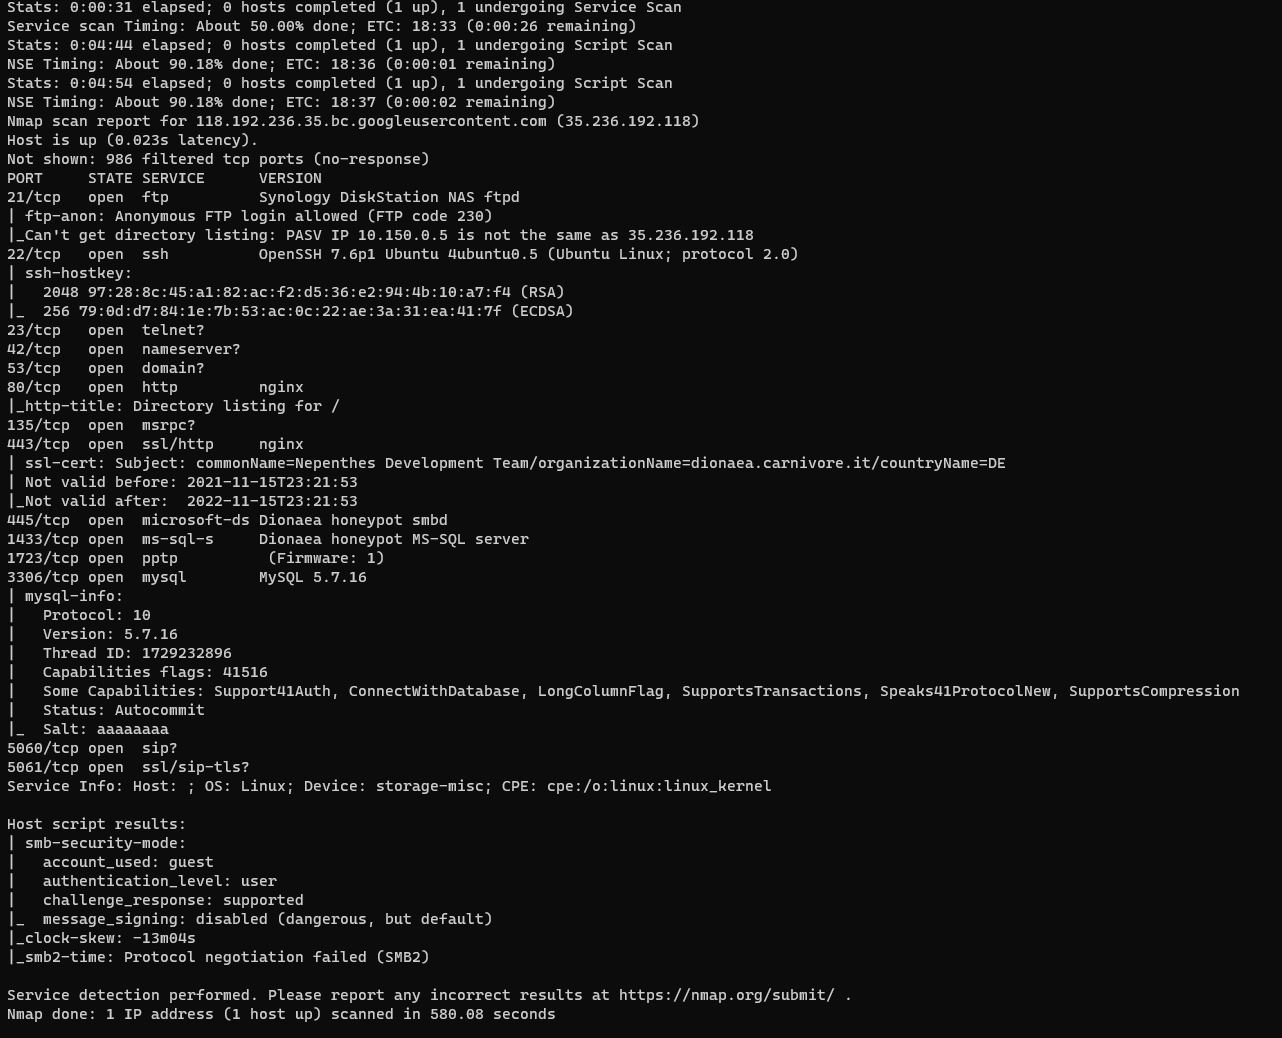 Stats: 0:00:31 elapsed; 0 hosts completed (1 up), 1 undergoing Service Scan
Service scan Timing: About 50.00% done; ETC: 18:33 (0:00:26 remaining)
Stats: 0:04:44 elapsed; 0 hosts completed (1 up), 1 undergoing Script Scan
NSE Timing: About 90.18% done; ETC: 18:36 (0:00:01 remaining)
Stats: 0:04:54 elapsed; 0 hosts completed (1 up), 1 undergoing Script Scan
NSE Timing: About 90.18% done; ETC: 18:37 (0:00:02 remaining)
Nmap scan report for 118.192.236.35.bc.googleusercontent.com (35.236.192.118)
Host is up (0.023s latency).
Not shown: 986 filtered tcp ports (no-response)
PORT     STATE SERVICE      VERSION
21/tcp   open  ftp          Synology DiskStation NAS ftpd
| ftp-anon: Anonymous FTP login allowed (FTP code 230)
|_Can't get directory listing: PASV IP 10.150.0.5 is not the same as 35.236.192.118
22/tcp   open  ssh          OpenSSH 7.6p1 Ubuntu 4ubuntu0.5 (Ubuntu Linux; protocol 2.0)
| ssh-hostkey:
|   2048 97:28:8c:45:a1:82:ac:f2:d5:36:e2:94:4b:10:a7:f4 (RSA)
|_  256 79:0d:d7:84:1e:7b:53:ac:0c:22:ae:3a:31:ea:41:7f (ECDSA)
23/tcp   open  telnet?
42/tcp   open  nameserver?
53/tcp   open  domain?
80/tcp   open  http         nginx
|_http-title: Directory listing for /
135/tcp  open  msrpc?
443/tcp  open  ssl/http     nginx
| ssl-cert: Subject: commonName=Nepenthes Development Team/organizationName=dionaea.carnivore.it/countryName=DE
| Not valid before: 2021-11-15T23:21:53
|_Not valid after:  2022-11-15T23:21:53
445/tcp  open  microsoft-ds Dionaea honeypot smbd
1433/tcp open  ms-sql-s     Dionaea honeypot MS-SQL server
1723/tcp open  pptp          (Firmware: 1)
3306/tcp open  mysql        MySQL 5.7.16
| mysql-info:
|   Protocol: 10
|   Version: 5.7.16
|   Thread ID: 1729232896
|   Capabilities flags: 41516
|   Some Capabilities: Support41Auth, ConnectWithDatabase, LongColumnFlag, SupportsTransactions, Speaks41ProtocolNew, SupportsCompression
|   Status: Autocommit
|_  Salt: aaaaaaaa
5060/tcp open  sip?
5061/tcp open  ssl/sip-tls?
Service Info: Host: ; OS: Linux; Device: storage-misc; CPE: cpe:/o:linux:linux_kernel

Host script results:
| smb-security-mode:
|   account_used: guest
|   authentication_level: user
|   challenge_response: supported
|_  message_signing: disabled (dangerous, but default)
|_clock-skew: -13m04s
|_smb2-time: Protocol negotiation failed (SMB2)

Service detection performed. Please report any incorrect results at https://nmap.org/submit/ .
Nmap done: 1 IP address (1 host up) scanned in 580.08 seconds